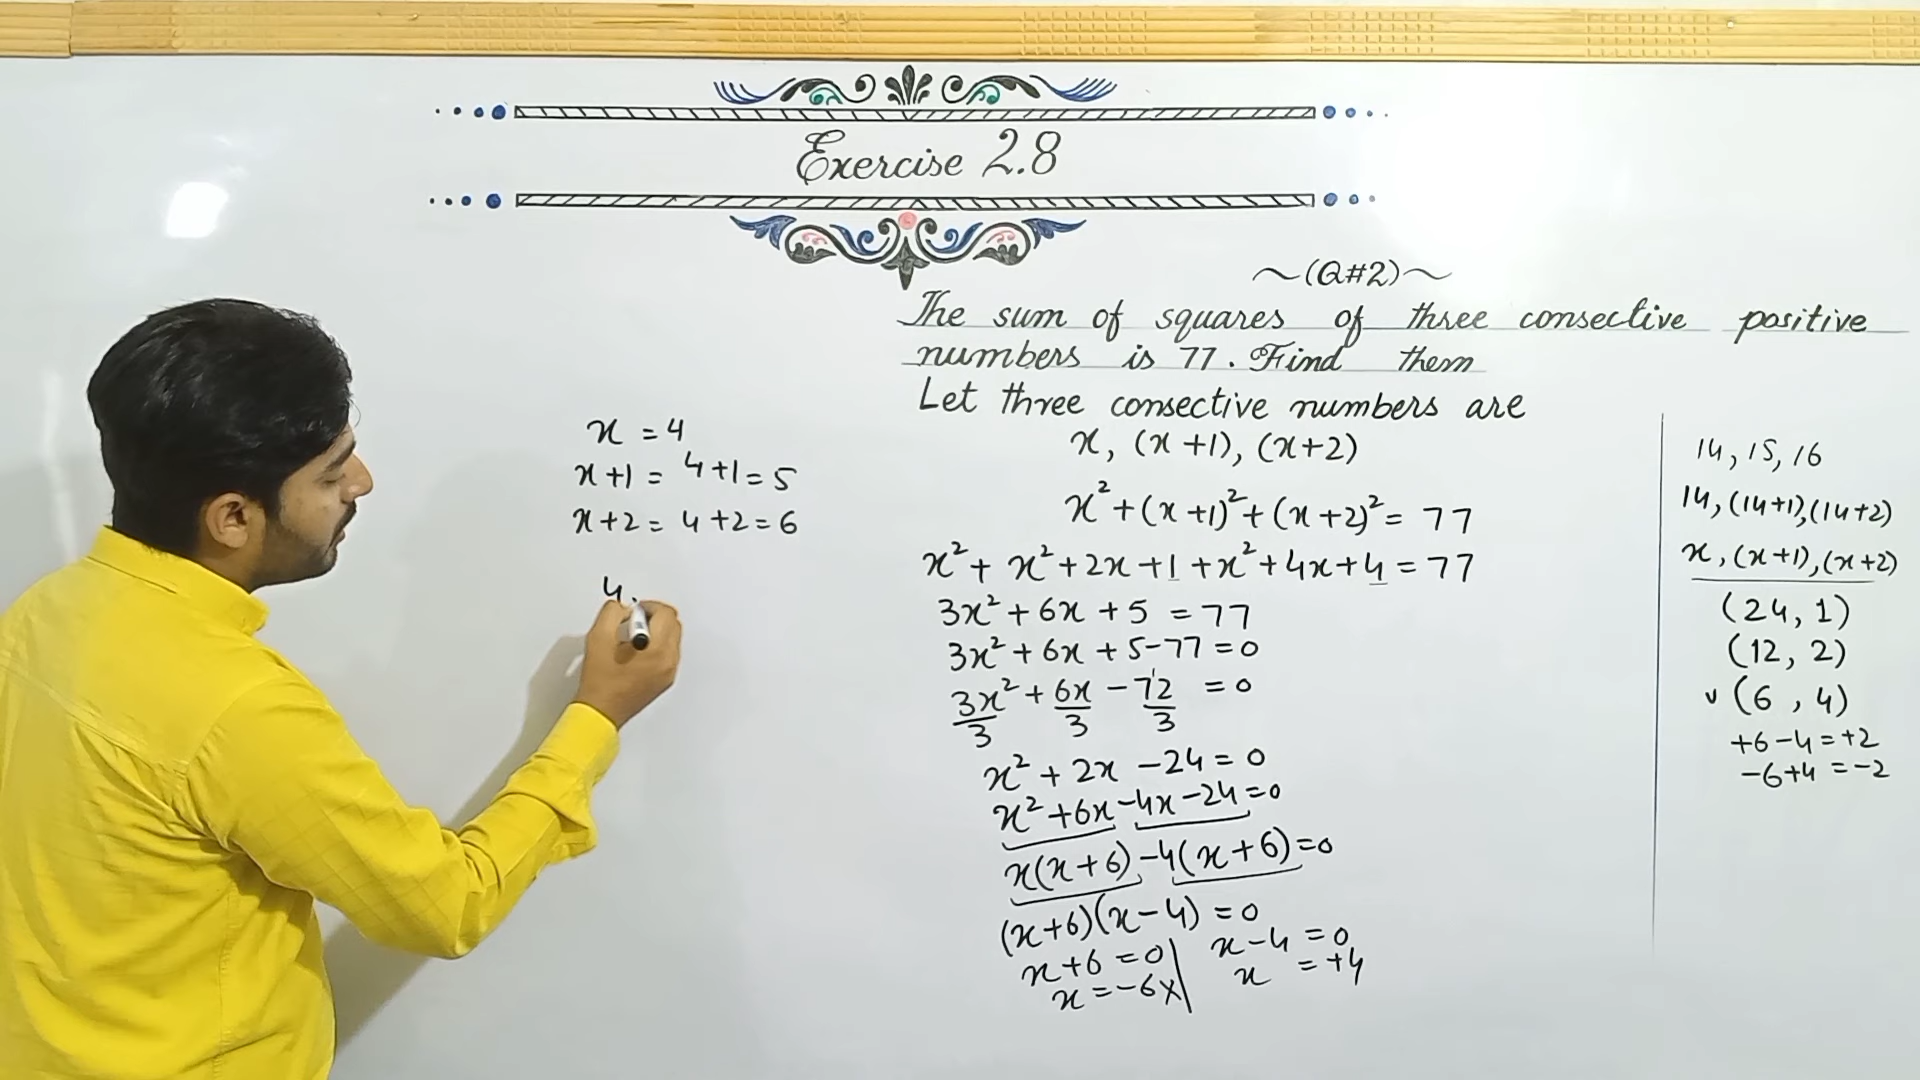 Exercise 2.8
~(Q#2)~
The sum of squares of three consective positive
numbers is 77. Find them
Let three consective numbers are
x, (x+1), (x+2)
x² + (x+1)² + (x+2)² = 77
x² + x² + 2x + 1 + x² + 4x + 4 = 77
3x² + 6x + 5 = 77
3x² + 6x + 5 - 77 = 0
3x²/3 + 6x/3 - 72/3 = 0
x² + 2x - 24 = 0
x² + 6x - 4x - 24 = 0
x(x+6) - 4(x+6) = 0
(x+6)(x-4) = 0
x+6 = 0 | x-4 = 0
x = -6 × | x = +4
x = 4
x+1 = 4+1 = 5
x+2 = 4+2 = 6
4,
14, 15, 16
14, (14+1), (14+2)
x, (x+1), (x+2)
(24, 1)
(12, 2)
✓ (6, 4)
+6-4 = +2
-6+4 = -2